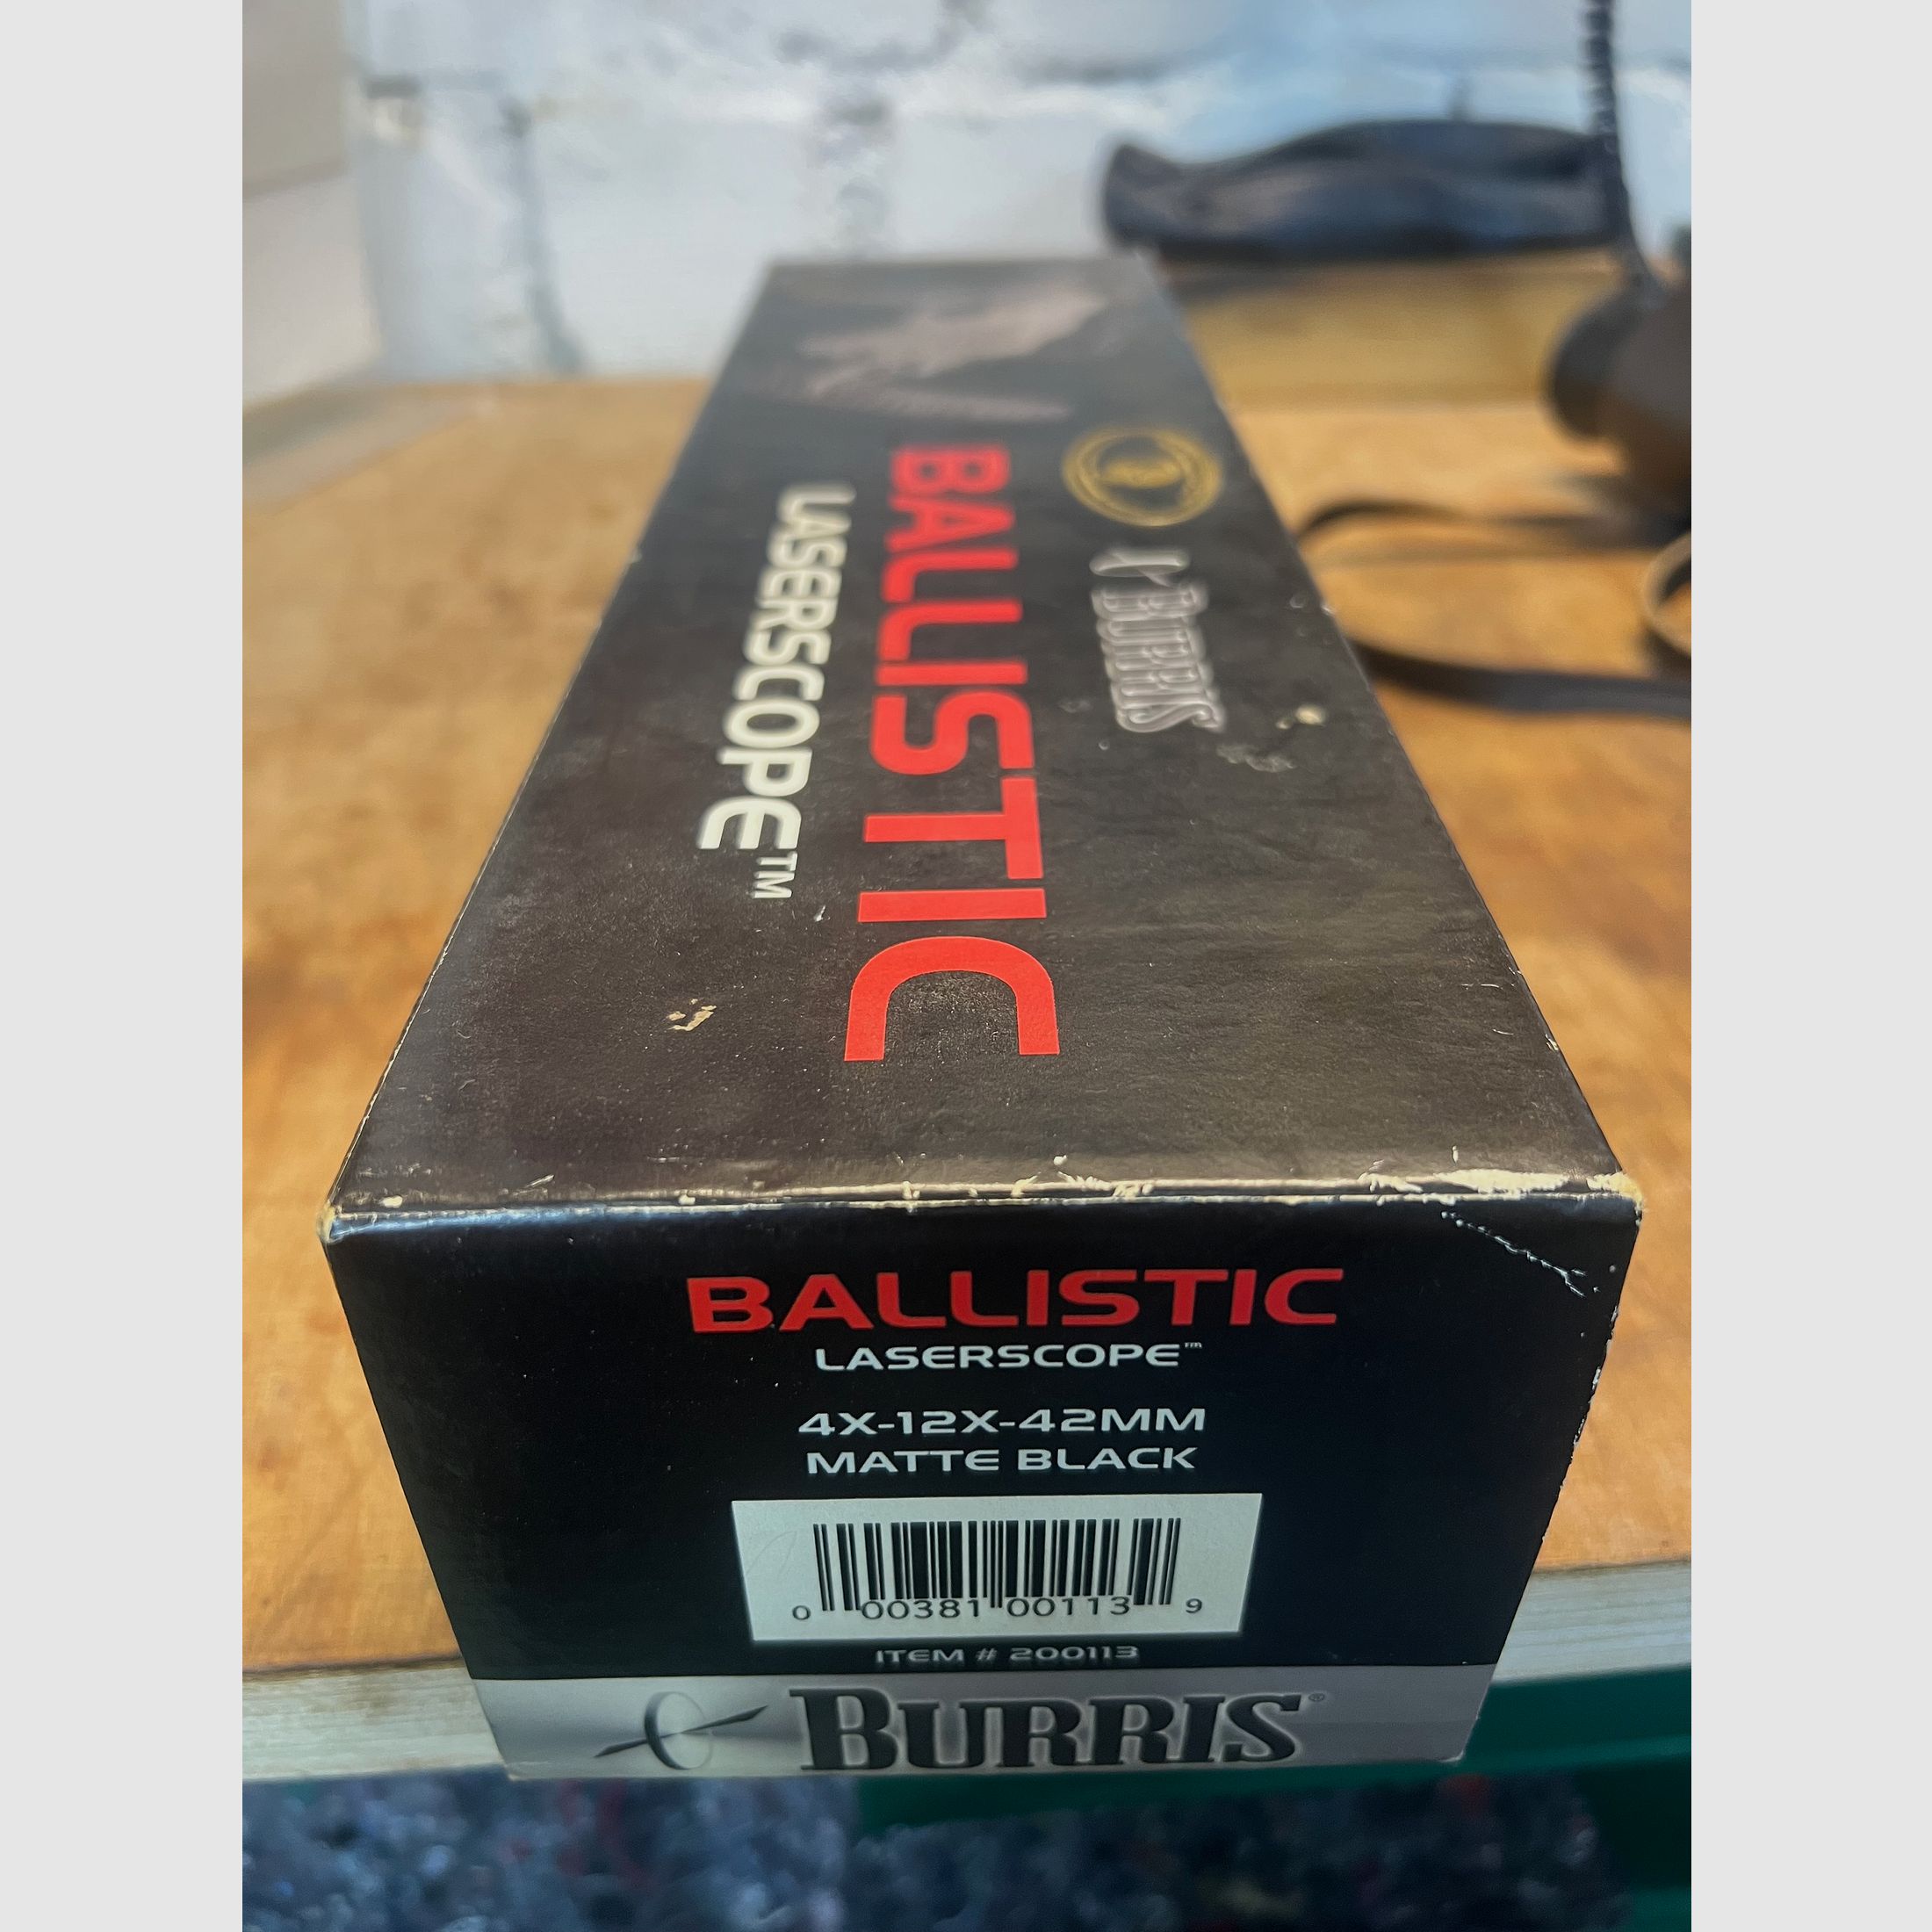 BURRIS
BALLISTIC
LASERSCOPE™
BALLISTIC
LASERSCOPE™
4X-12X-42MM
MATTE BLACK
0 00381 00113 9
ITEM # 200113
BURRIS®